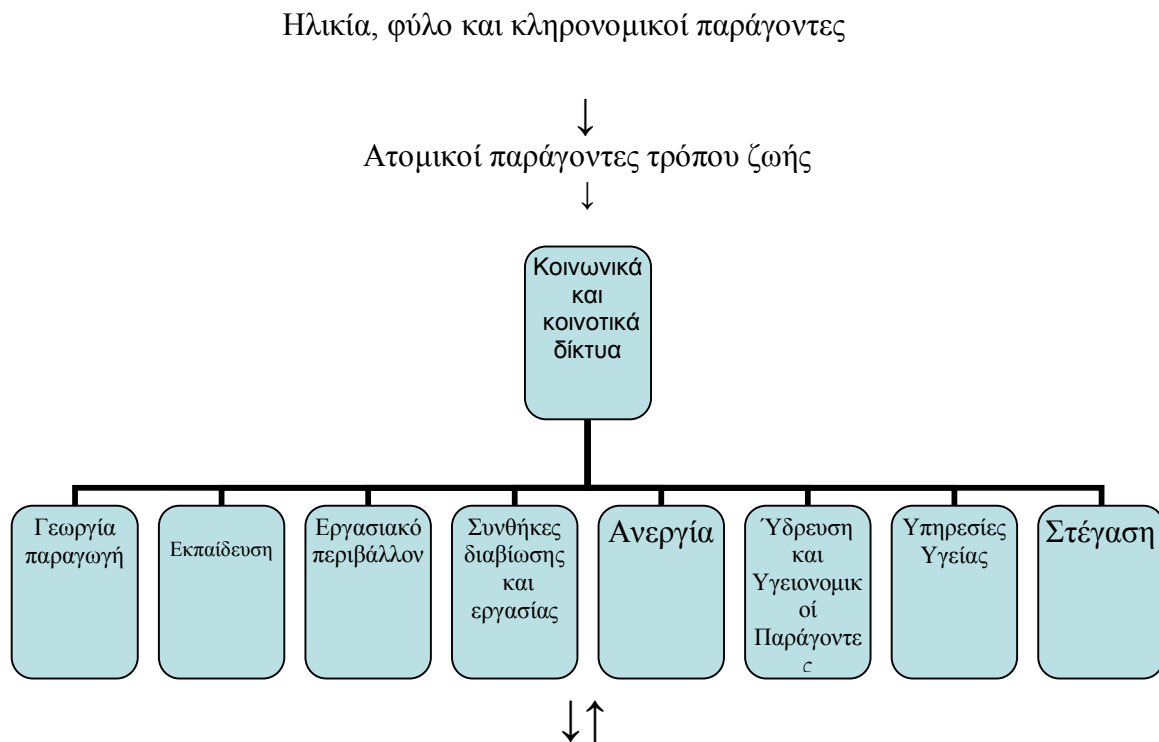 Ηλικία, φύλο και κληρονομικοί παράγοντες
↓
Ατομικοί παράγοντες τρόπου ζωής
↓
Κοινωνικά
και
κοινοτικά
δίκτυα
Γεωργία
παραγωγή
Εκπαίδευση
Εργασιακό
περιβάλλον
Συνθήκες
διαβίωσης
και
εργασίας
Ανεργία
Ύδρευση
και
Υγειονομικ
οί
Παράγοντε
ς
Υπηρεσίες
Υγείας
Στέγαση
↓↑